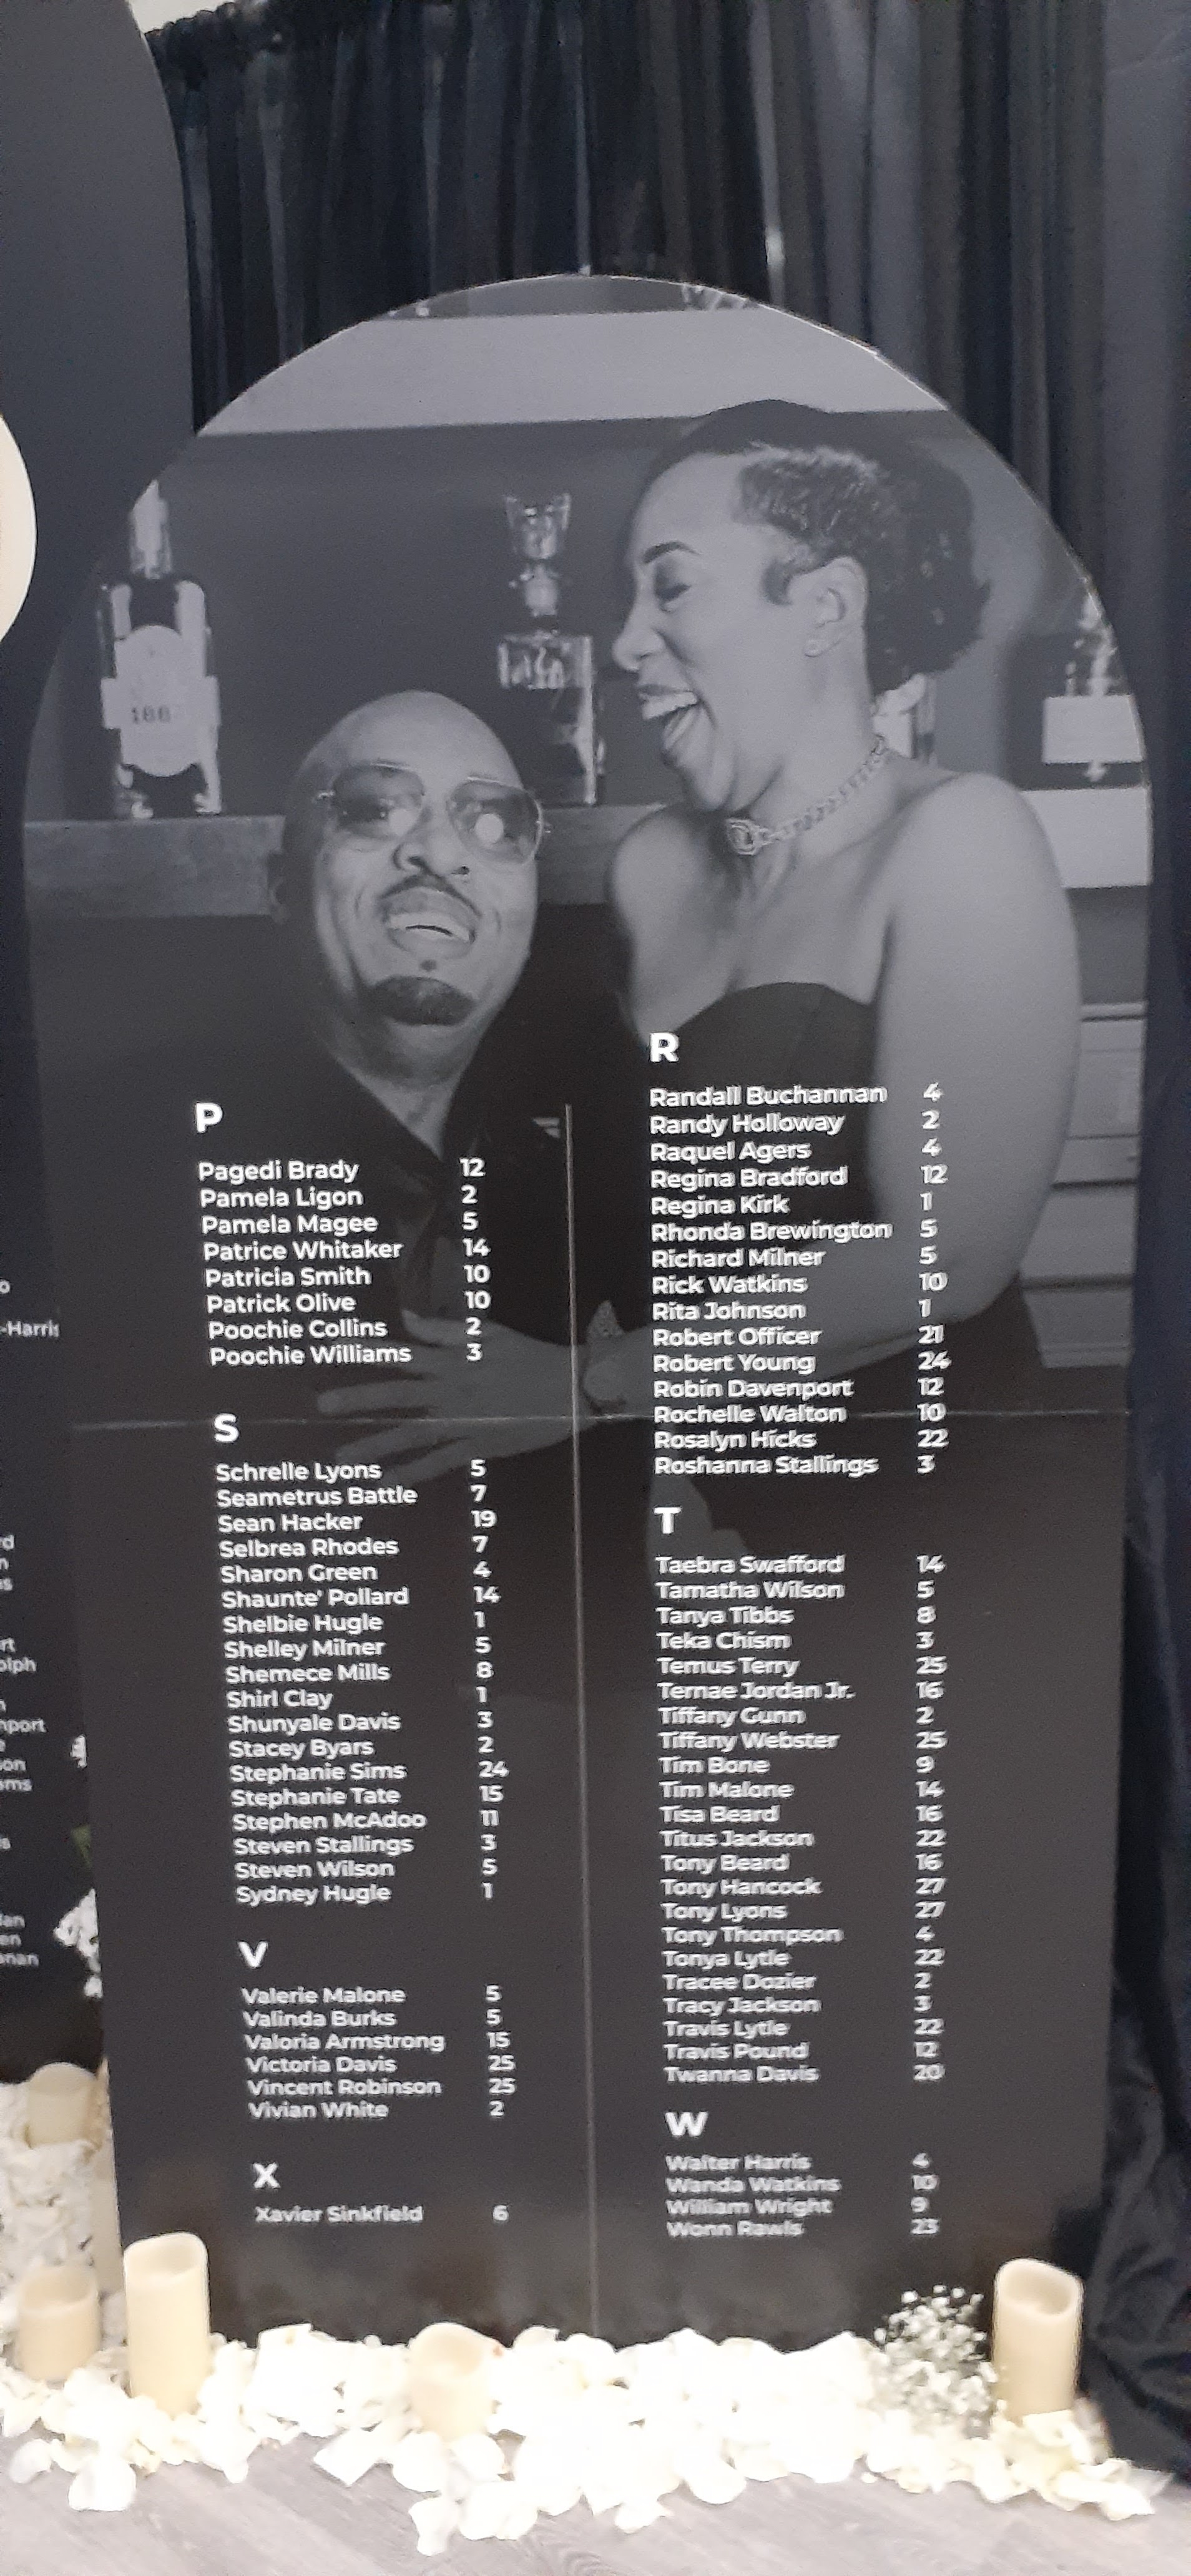 188
P
Pagedi Brady 12
Pamela Ligon 2
Pamela Magee 5
Patrice Whitaker 14
Patricia Smith 10
Patrick Olive 10
Poochie Collins 2
Poochie Williams 3
S
Schrelle Lyons 5
Seametrus Battle 7
Sean Hacker 19
Selbrea Rhodes 7
Sharon Green 4
Shaunte' Pollard 14
Shelbie Hugle 1
Shelley Milner 5
Shemece Mills 8
Shirl Clay 1
Shunyale Davis 3
Stacey Byars 2
Stephanie Sims 24
Stephanie Tate 15
Stephen McAdoo 11
Steven Stallings 3
Steven Wilson 5
Sydney Hugle 1
V
Valerie Malone 5
Valinda Burks 5
Valoria Armstrong 15
Victoria Davis 25
Vincent Robinson 25
Vivian White 2
X
Xavier Sinkfield 6
R
Randall Buchannan 4
Randy Holloway 2
Raquel Agers 4
Regina Bradford 12
Regina Kirk 1
Rhonda Brewington 5
Richard Milner 5
Rick Watkins 10
Rita Johnson 1
Robert Officer 21
Robert Young 24
Robin Davenport 12
Rochelle Walton 10
Rosalyn Hicks 22
Roshanna Stallings 3
T
Taebra Swafford 14
Tamatha Wilson 5
Tanya Tibbs 8
Teka Chism 3
Temus Terry 25
Ternae Jordan Jr. 16
Tiffany Gunn 2
Tiffany Webster 25
Tim Bone 9
Tim Malone 14
Tisa Beard 16
Titus Jackson 22
Tony Beard 16
Tony Hancock 27
Tony Lyons 27
Tony Thompson 4
Tonya Lytle 22
Tracee Dozier 2
Tracy Jackson 3
Travis Lytle 22
Travis Pound 12
Twanna Davis 20
W
Walter Harris 4
Wanda Watkins 10
William Wright 9
Wonn Rawls 23
-Harris